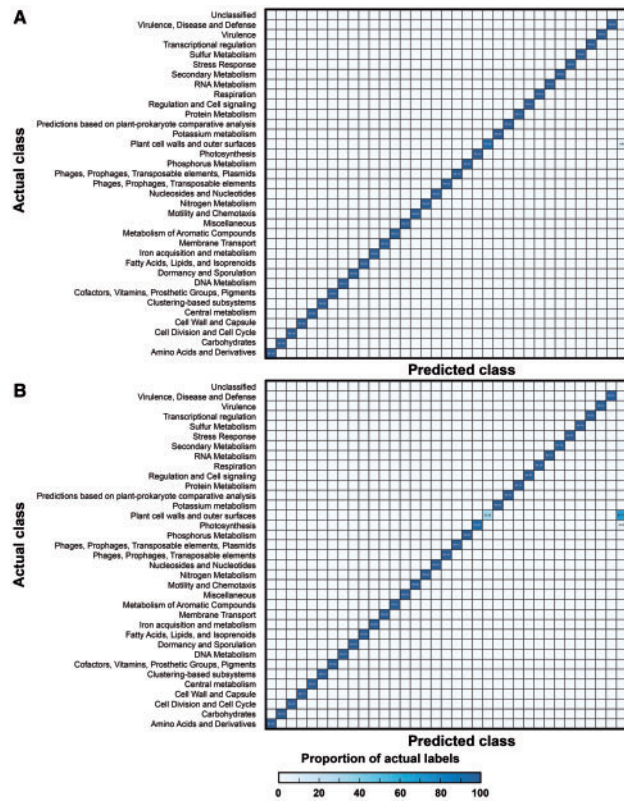 A
Actual class
Unclassified
Virulence, Disease and Defense
Virulence
Transcriptional regulation
Sulfur Metabolism
Stress Response
Secondary Metabolism
RNA Metabolism
Respiration
Regulation and Cell signaling
Protein Metabolism
Predictions based on plant-prokaryote comparative analysis
Potassium metabolism
Plant cell walls and outer surfaces
Photosynthesis
Phosphorus Metabolism
Phages, Prophages, Transposable elements, Plasmids
Phages, Prophages, Transposable elements
Nucleosides and Nucleotides
Nitrogen Metabolism
Motility and Chemotaxis
Miscellaneous
Metabolism of Aromatic Compounds
Membrane Transport
Iron acquisition and metabolism
Fatty Acids, Lipids, and Isoprenoids
Dormancy and Sporulation
DNA Metabolism
Cofactors, Vitamins, Prosthetic Groups, Pigments
Clustering-based subsystems
Central metabolism
Cell Wall and Capsule
Cell Division and Cell Cycle
Carbohydrates
Amino Acids and Derivatives
Predicted class
B
Actual class
Unclassified
Virulence, Disease and Defense
Virulence
Transcriptional regulation
Sulfur Metabolism
Stress Response
Secondary Metabolism
RNA Metabolism
Respiration
Regulation and Cell signaling
Protein Metabolism
Predictions based on plant-prokaryote comparative analysis
Potassium metabolism
Plant cell walls and outer surfaces
Photosynthesis
Phosphorus Metabolism
Phages, Prophages, Transposable elements, Plasmids
Phages, Prophages, Transposable elements
Nucleosides and Nucleotides
Nitrogen Metabolism
Motility and Chemotaxis
Miscellaneous
Metabolism of Aromatic Compounds
Membrane Transport
Iron acquisition and metabolism
Fatty Acids, Lipids, and Isoprenoids
Dormancy and Sporulation
DNA Metabolism
Cofactors, Vitamins, Prosthetic Groups, Pigments
Clustering-based subsystems
Central metabolism
Cell Wall and Capsule
Cell Division and Cell Cycle
Carbohydrates
Amino Acids and Derivatives
Predicted class
Proportion of actual labels
0 20 40 60 80 100